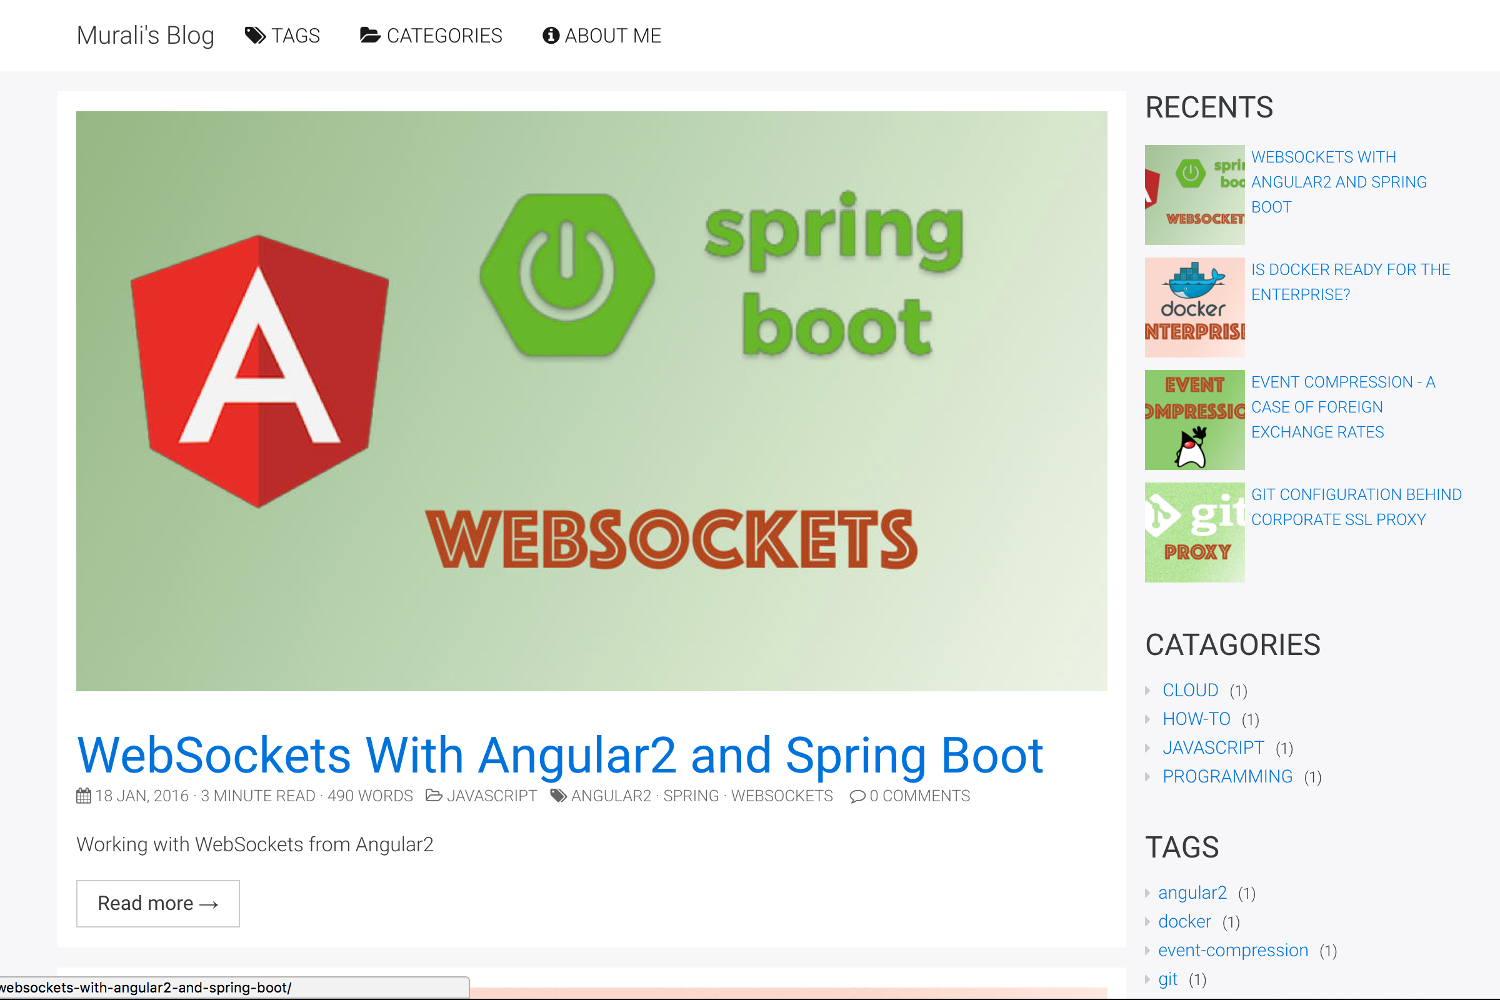 Murali's Blog TAGS CATEGORIES ABOUT ME
spring
boot
WEBSOCKETS
WebSockets With Angular2 and Spring Boot
18 JAN, 2016 · 3 MINUTE READ · 490 WORDS JAVASCRIPT ANGULAR2 · SPRING · WEBSOCKETS 0 COMMENTS
Working with WebSockets from Angular2
Read more →
RECENTS
sprin
boo
WEBSOCKET
WEBSOCKETS WITH
ANGULAR2 AND SPRING
BOOT
docker
NTERPRISE
IS DOCKER READY FOR THE
ENTERPRISE?
EVENT
OMPRESSIO
EVENT COMPRESSION - A
CASE OF FOREIGN
EXCHANGE RATES
git
PROXY
GIT CONFIGURATION BEHIND
CORPORATE SSL PROXY
CATAGORIES
CLOUD (1)
HOW-TO (1)
JAVASCRIPT (1)
PROGRAMMING (1)
TAGS
angular2 (1)
docker (1)
event-compression (1)
git (1)
websockets-with-angular2-and-spring-boot/